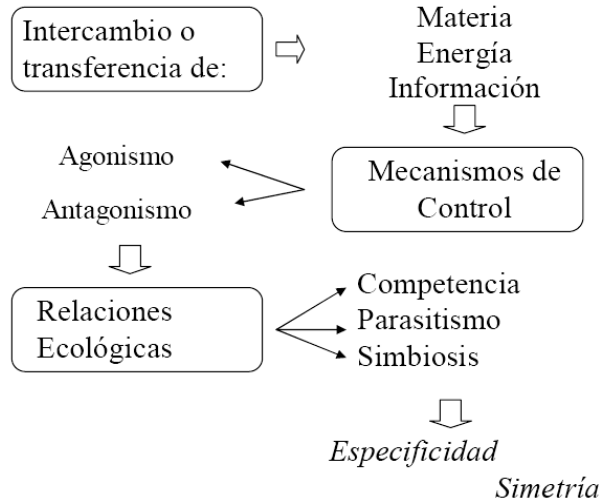 Intercambio o
transferencia de:
Materia
Energía
Información
Mecanismos de
Control
Agonismo
Antagonismo
Relaciones
Ecológicas
Competencia
Parasitismo
Simbiosis
Especificidad
Simetría